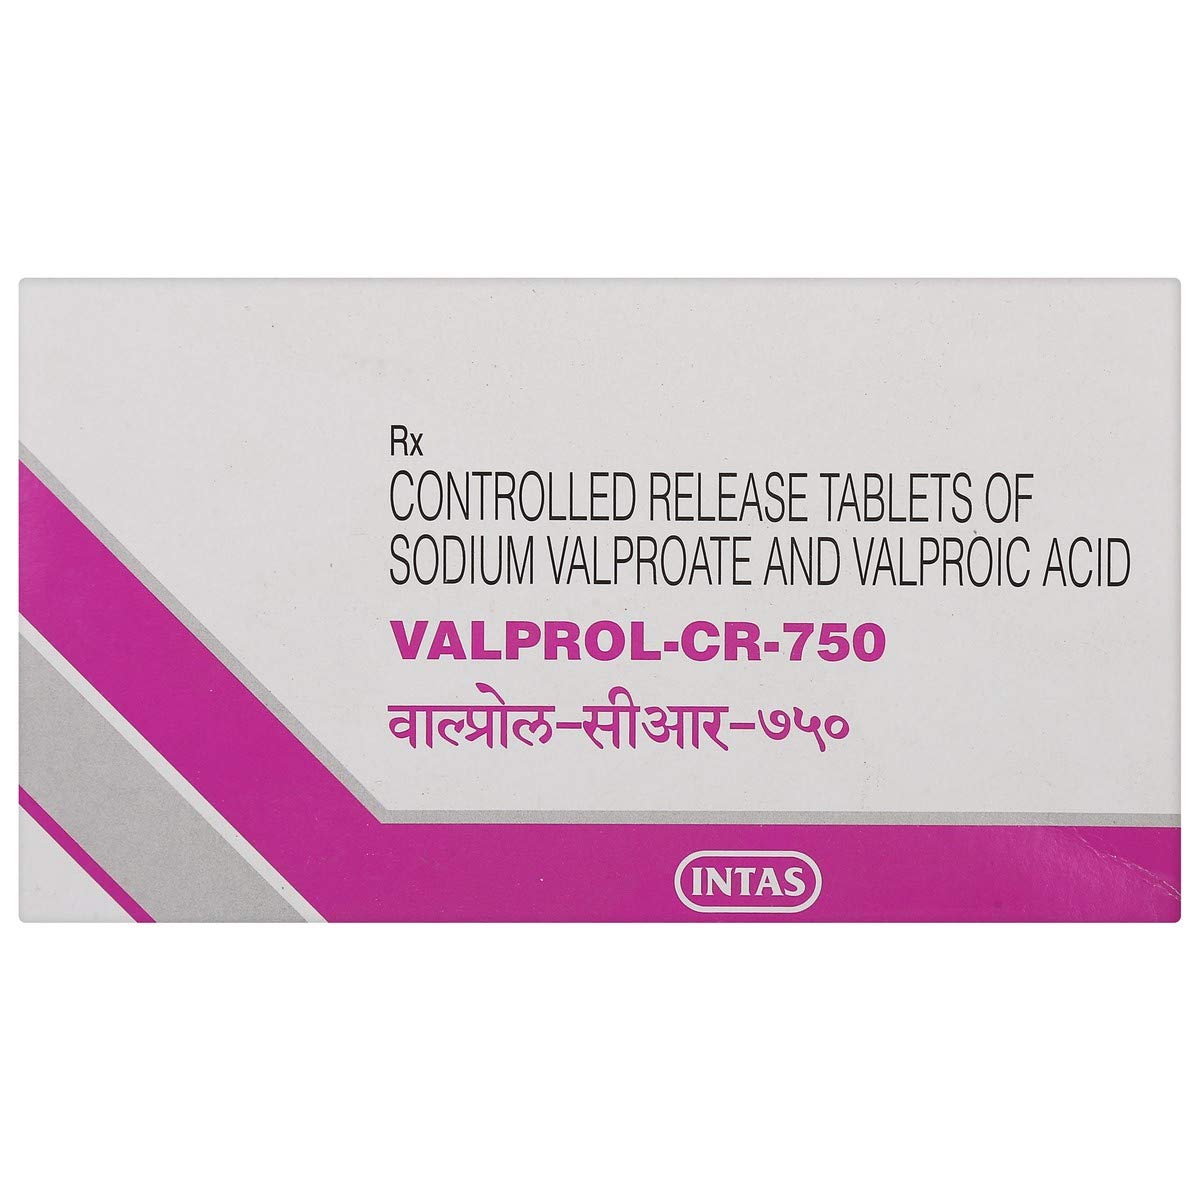 Rx
CONTROLLED RELEASE TABLETS OF
SODIUM VALPROATE AND VALPROIC ACID
VALPROL-CR-750
वाल्प्रोल-सीआर-७५०
INTAS